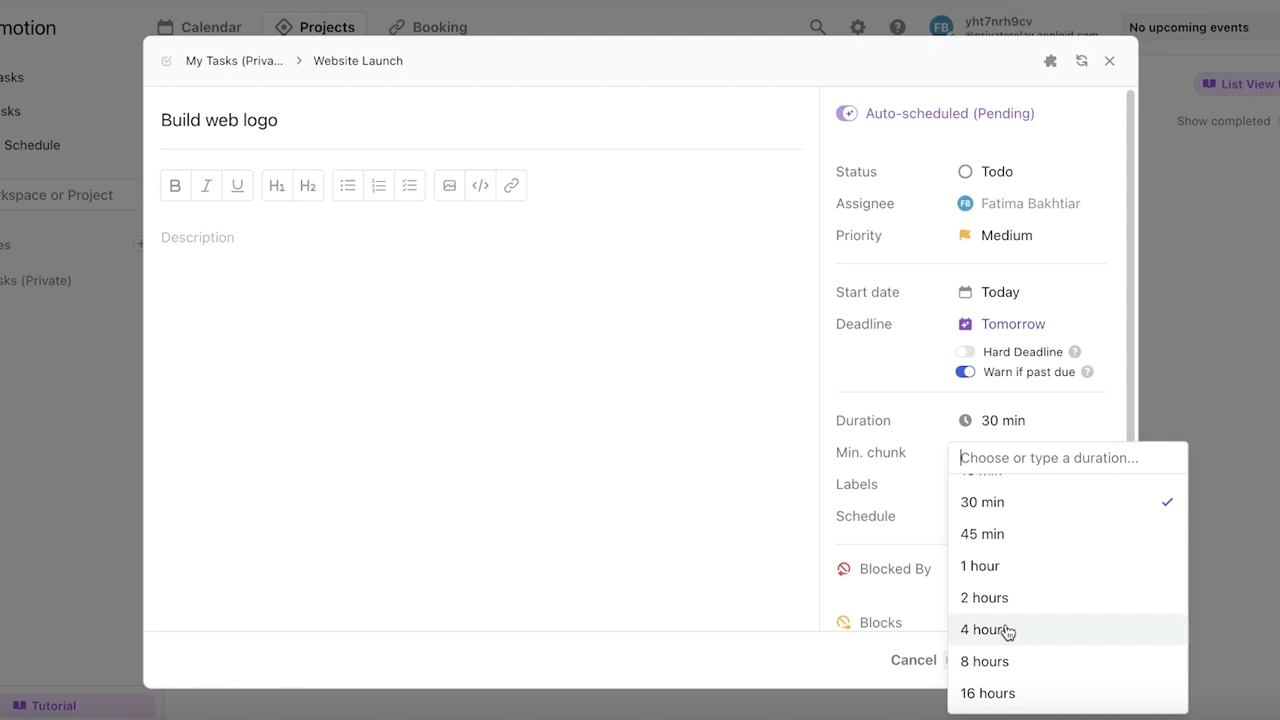 motion
Calendar
Projects
Booking
yht7nrh9cv
FB
No upcoming events
My Tasks (Priva... > Website Launch
asks
sks
Schedule
kspace or Project
es
sks (Private)
List View
Show completed
Build web logo
B I U H1 H2
Description
Auto-scheduled (Pending)
Status Todo
Assignee FB Fatima Bakhtiar
Priority Medium
Start date Today
Deadline Tomorrow
Hard Deadline ?
Warn if past due ?
Duration 30 min
Min. chunk
Labels
Schedule
Blocked By
Blocks
Choose or type a duration...
30 min
45 min
1 hour
2 hours
4 hours
8 hours
16 hours
Cancel
Tutorial